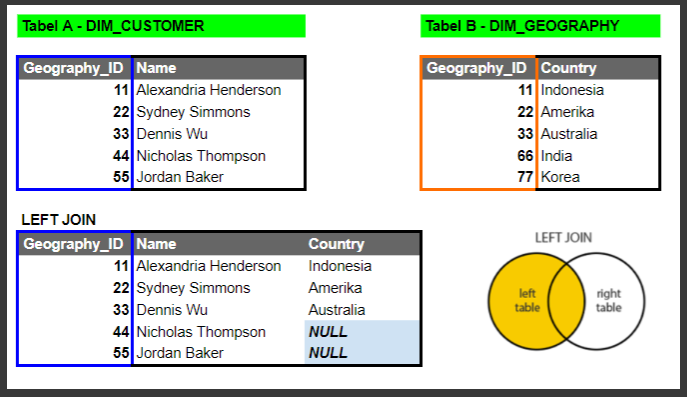 Tabel A - DIM_CUSTOMER
Geography_ID Name
11 Alexandria Henderson
22 Sydney Simmons
33 Dennis Wu
44 Nicholas Thompson
55 Jordan Baker
Tabel B - DIM_GEOGRAPHY
Geography_ID Country
11 Indonesia
22 Amerika
33 Australia
66 India
77 Korea
LEFT JOIN
Geography_ID Name Country
11 Alexandria Henderson Indonesia
22 Sydney Simmons Amerika
33 Dennis Wu Australia
44 Nicholas Thompson NULL
55 Jordan Baker NULL
LEFT JOIN
left
table
right
table